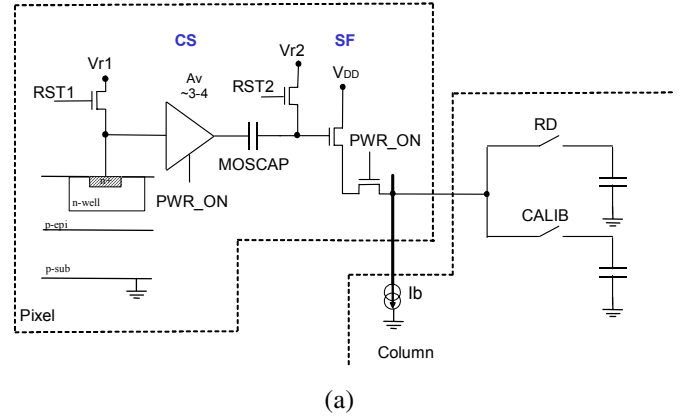 CS
SF
Vr1
Av
~3-4
Vr2
VDD
RST1
RST2
RD
PWR_ON
MOSCAP
n+
n-well
PWR_ON
CALIB
p-epi
p-sub
Ib
Pixel
Column
(a)